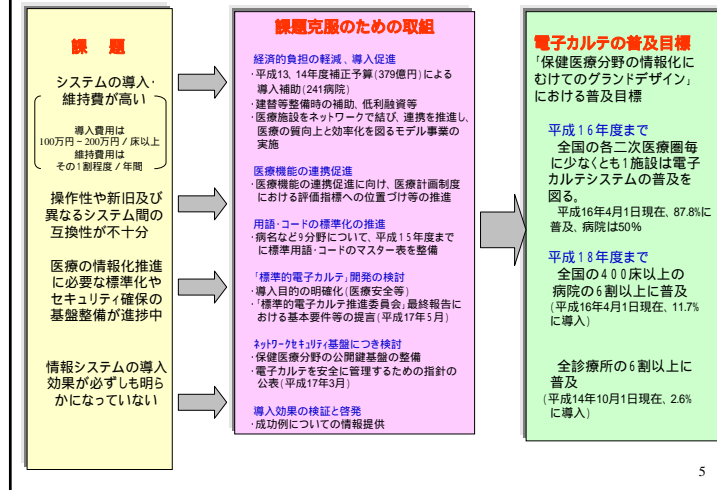 課 題
システムの導入・
維持費が高い
導入費用は
100万円~200万円/床以上
維持費用は
その1割程度/年間
操作性や新旧及び
異なるシステム間の
互換性が不十分
医療の情報化推進
に必要な標準化や
セキュリティ確保の
基盤整備が進捗中
情報システムの導入
効果が必ずしも明ら
かになっていない
課題克服のための取組
経済的負担の軽減、導入促進
・平成13、14年度補正予算(379億円)による
導入補助(241病院)
・建替等整備時の補助、低利融資等
・医療施設をネットワークで結び、連携を推進し、
医療の質向上と効率化を図るモデル事業の
実施
医療機能の連携促進
・医療機能の連携促進に向け、医療計画制度
における評価指標への位置づけ等の推進
用語・コードの標準化の推進
・病名など9分野について、平成15年度まで
に標準用語・コードのマスター表を整備
「標準的電子カルテ」開発の検討
・導入目的の明確化(医療安全等)
・「標準的電子カルテ推進委員会」最終報告に
おける基本要件等の提言(平成17年5月)
ネットワークセキュリティ基盤につき検討
・保健医療分野の公開鍵基盤の整備
・電子カルテを安全に管理するための指針の
公表(平成17年3月)
導入効果の検証と啓発
・成功例についての情報提供
電子カルテの普及目標
「保健医療分野の情報化に
むけてのグランドデザイン」
における普及目標
平成16年度まで
全国の各二次医療圏毎
に少なくとも1施設は電子
カルテシステムの普及を
図る。
平成16年4月1日現在、87.8%に
普及、病院は50%
平成18年度まで
全国の400床以上の
病院の6割以上に普及
(平成16年4月1日現在、11.7%
に導入)
全診療所の6割以上に
普及
(平成14年10月1日現在、2.6%
に導入)
5